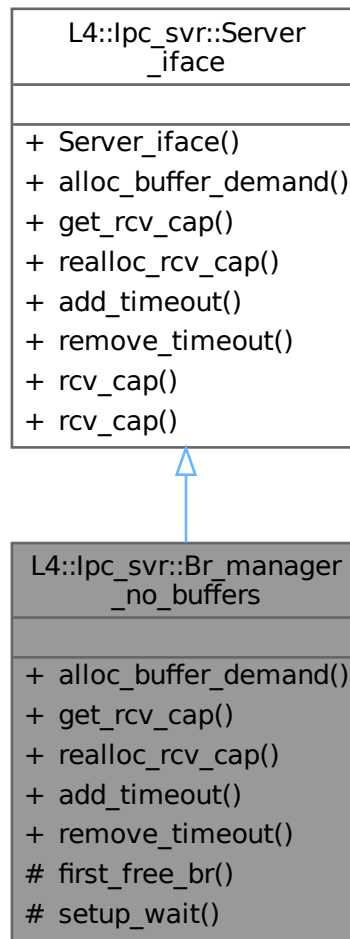 L4::Ipc_svr::Server
_iface
+ Server_iface()
+ alloc_buffer_demand()
+ get_rcv_cap()
+ realloc_rcv_cap()
+ add_timeout()
+ remove_timeout()
+ rcv_cap()
+ rcv_cap()
L4::Ipc_svr::Br_manager
_no_buffers
+ alloc_buffer_demand()
+ get_rcv_cap()
+ realloc_rcv_cap()
+ add_timeout()
+ remove_timeout()
# first_free_br()
# setup_wait()